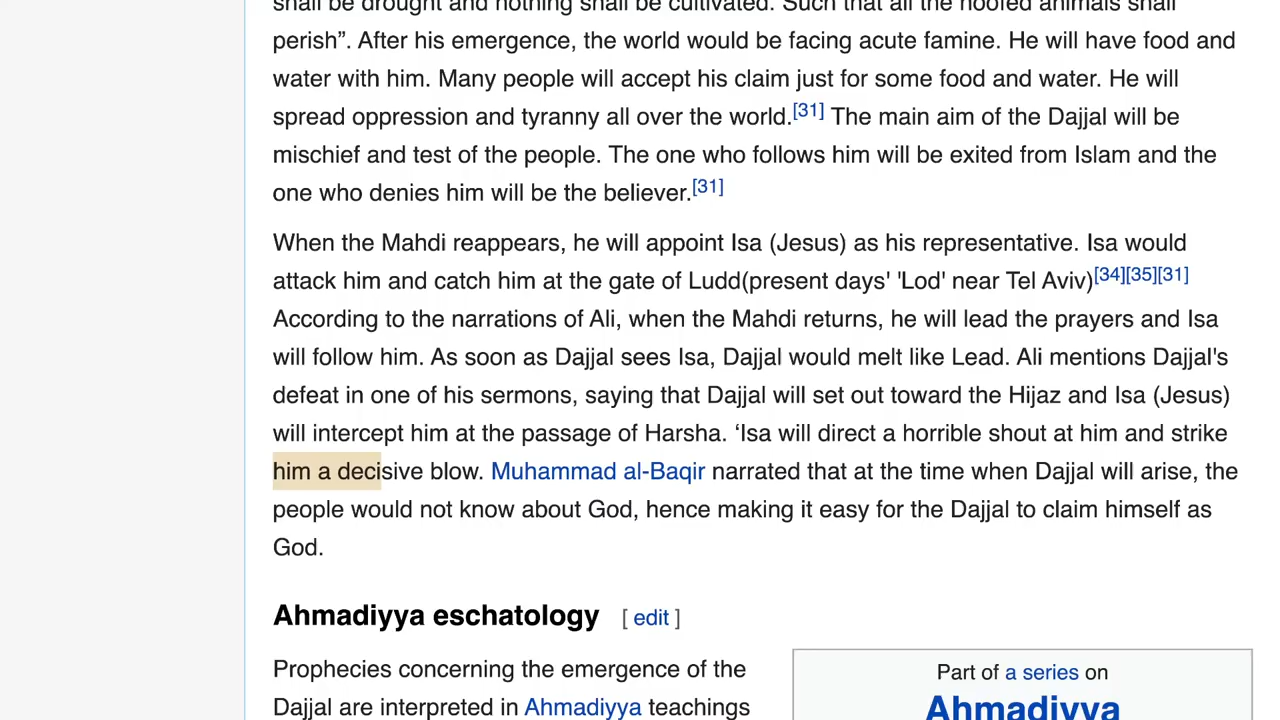 shall be drought and nothing shall be cultivated. Such that all the hoofed animals shall
perish”. After his emergence, the world would be facing acute famine. He will have food and
water with him. Many people will accept his claim just for some food and water. He will
spread oppression and tyranny all over the world.[31] The main aim of the Dajjal will be
mischief and test of the people. The one who follows him will be exited from Islam and the
one who denies him will be the believer.[31]
When the Mahdi reappears, he will appoint Isa (Jesus) as his representative. Isa would
attack him and catch him at the gate of Ludd(present days' 'Lod' near Tel Aviv)[34][35][31]
According to the narrations of Ali, when the Mahdi returns, he will lead the prayers and Isa
will follow him. As soon as Dajjal sees Isa, Dajjal would melt like Lead. Ali mentions Dajjal's
defeat in one of his sermons, saying that Dajjal will set out toward the Hijaz and Isa (Jesus)
will intercept him at the passage of Harsha. ‘Isa will direct a horrible shout at him and strike
him a decisive blow. Muhammad al-Baqir narrated that at the time when Dajjal will arise, the
people would not know about God, hence making it easy for the Dajjal to claim himself as
God.
Ahmadiyya eschatology [ edit ]
Prophecies concerning the emergence of the
Dajjal are interpreted in Ahmadiyya teachings
Part of a series on
Ahmadiyya